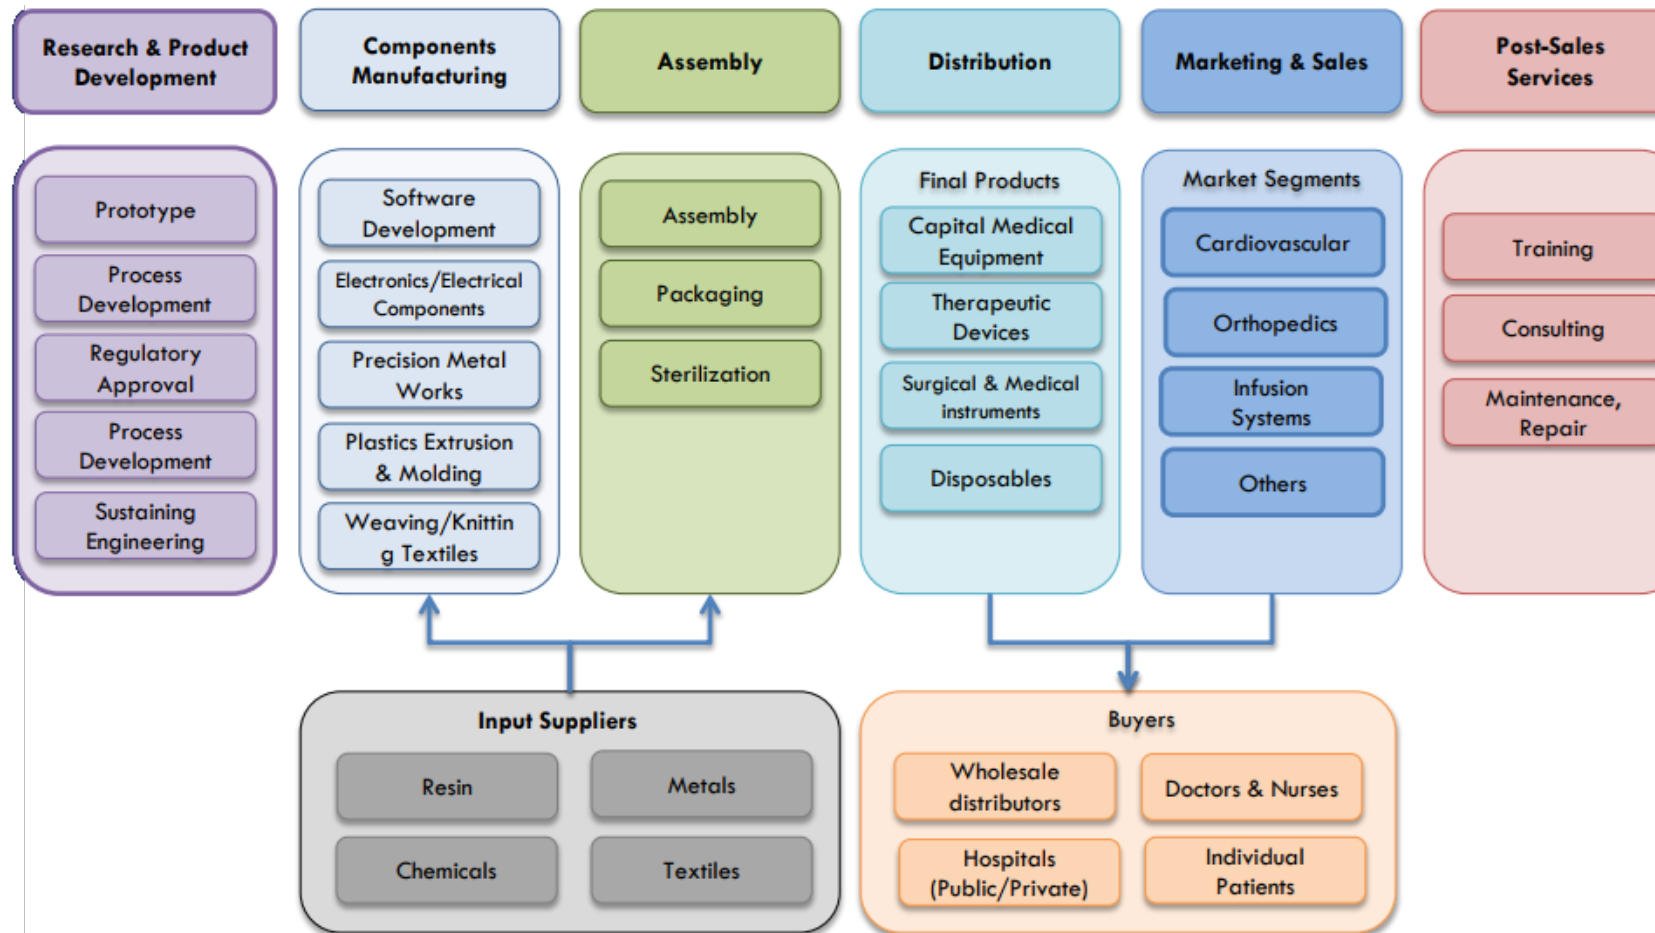 Research & Product
Development
Components
Manufacturing
Assembly
Distribution
Marketing & Sales
Post-Sales
Services
Prototype
Process
Development
Regulatory
Approval
Process
Development
Sustaining
Engineering
Software
Development
Electronics/Electrical
Components
Precision Metal
Works
Plastics Extrusion
& Molding
Weaving/Knittin
g Textiles
Assembly
Packaging
Sterilization
Final Products
Capital Medical
Equipment
Therapeutic
Devices
Surgical & Medical
instruments
Disposables
Market Segments
Cardiovascular
Orthopedics
Infusion
Systems
Others
Training
Consulting
Maintenance,
Repair
Input Suppliers
Resin
Metals
Chemicals
Textiles
Buyers
Wholesale
distributors
Doctors & Nurses
Hospitals
(Public/Private)
Individual
Patients